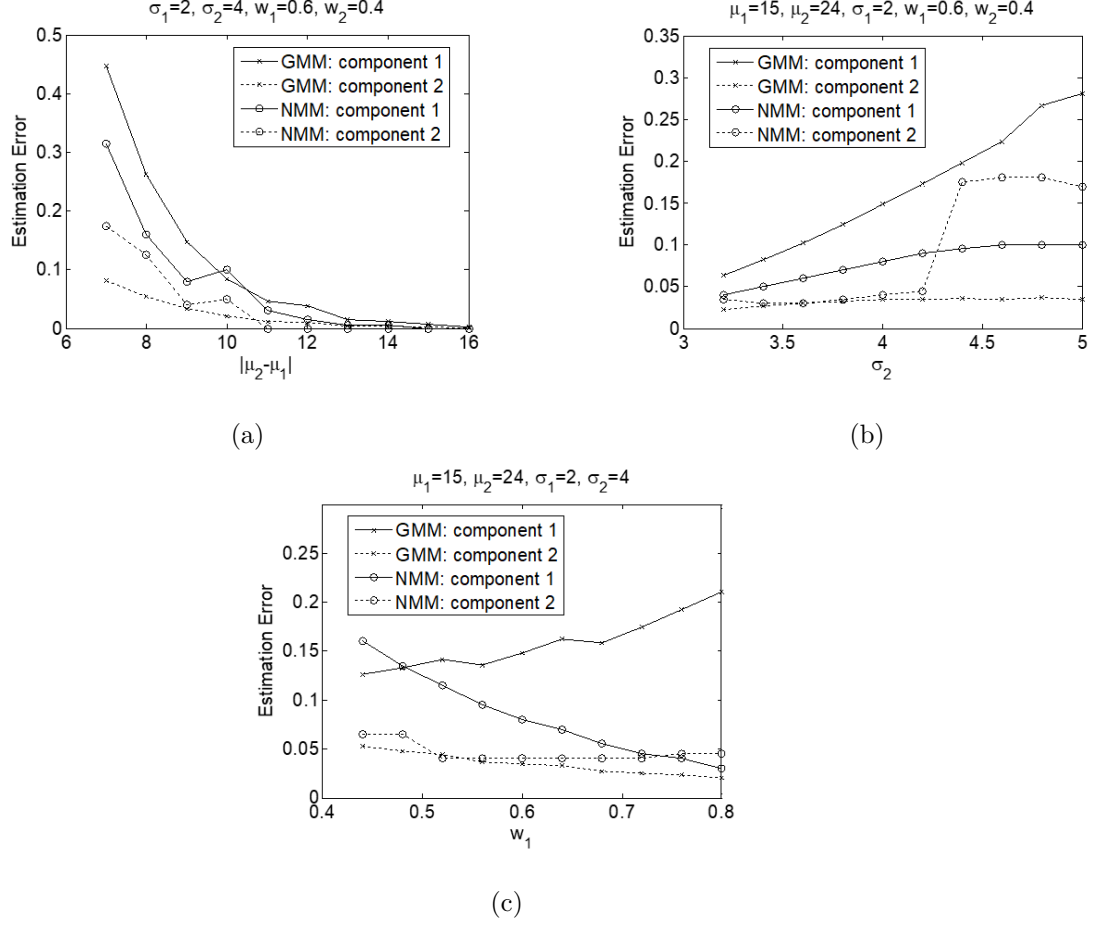 σ1=2, σ2=4, w1=0.6, w2=0.4
0.5
0.4
0.3
0.2
0.1
0
Estimation Error
GMM: component 1
GMM: component 2
NMM: component 1
NMM: component 2
6 8 10 12 14 16
|μ2-μ1|
(a)
μ1=15, μ2=24, σ1=2, w1=0.6, w2=0.4
0.35
0.3
0.25
0.2
0.15
0.1
0.05
0
Estimation Error
GMM: component 1
GMM: component 2
NMM: component 1
NMM: component 2
3 3.5 4 4.5 5
σ2
(b)
μ1=15, μ2=24, σ1=2, σ2=4
0.25
0.2
0.15
0.1
0.05
0
Estimation Error
GMM: component 1
GMM: component 2
NMM: component 1
NMM: component 2
0.4 0.5 0.6 0.7 0.8
w1
(c)